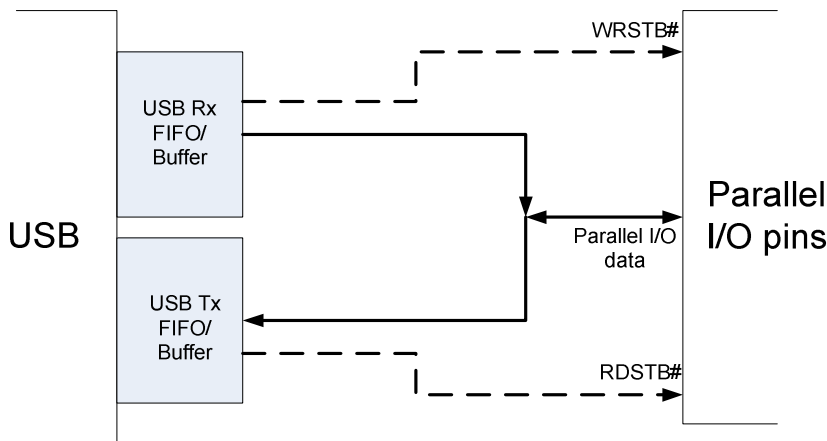 WRSTB#
USB Rx
FIFO/
Buffer
USB
Parallel
I/O pins
Parallel I/O
data
USB Tx
FIFO/
Buffer
RDSTB#